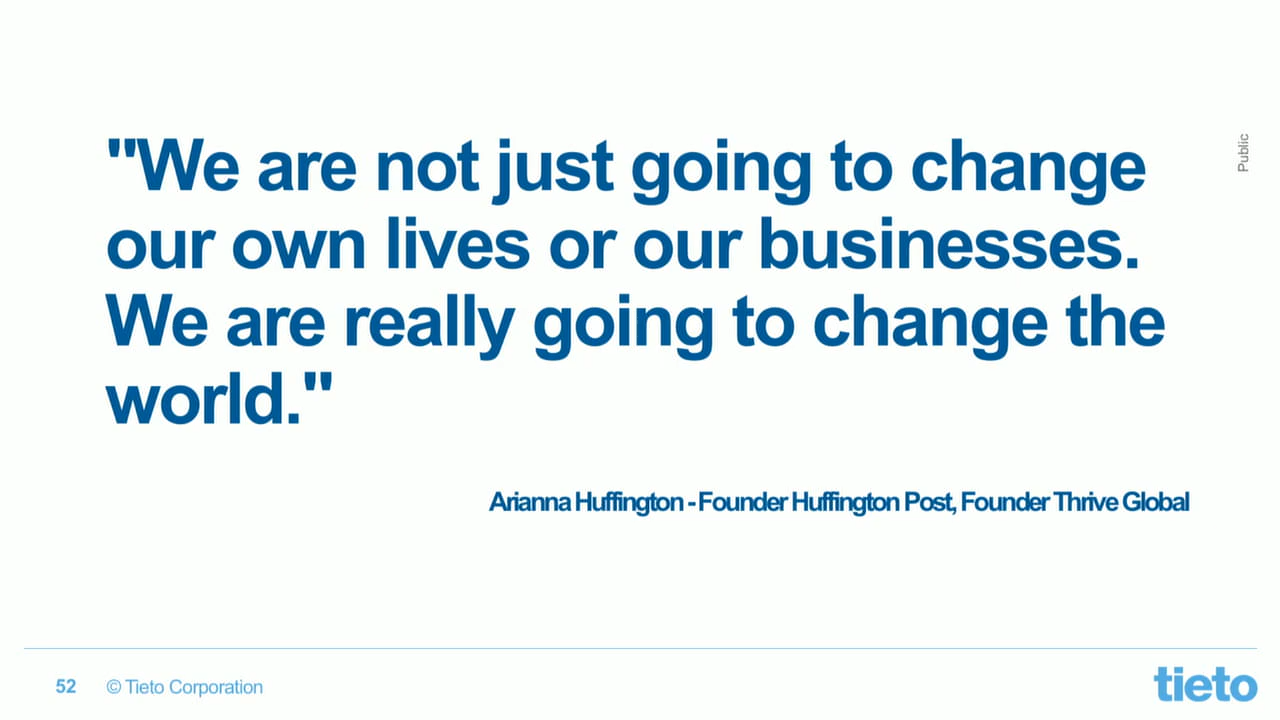 "We are not just going to change
our own lives or our businesses.
We are really going to change the
world."
Public
Arianna Huffington - Founder Huffington Post, Founder Thrive Global
52 © Tieto Corporation
tieto